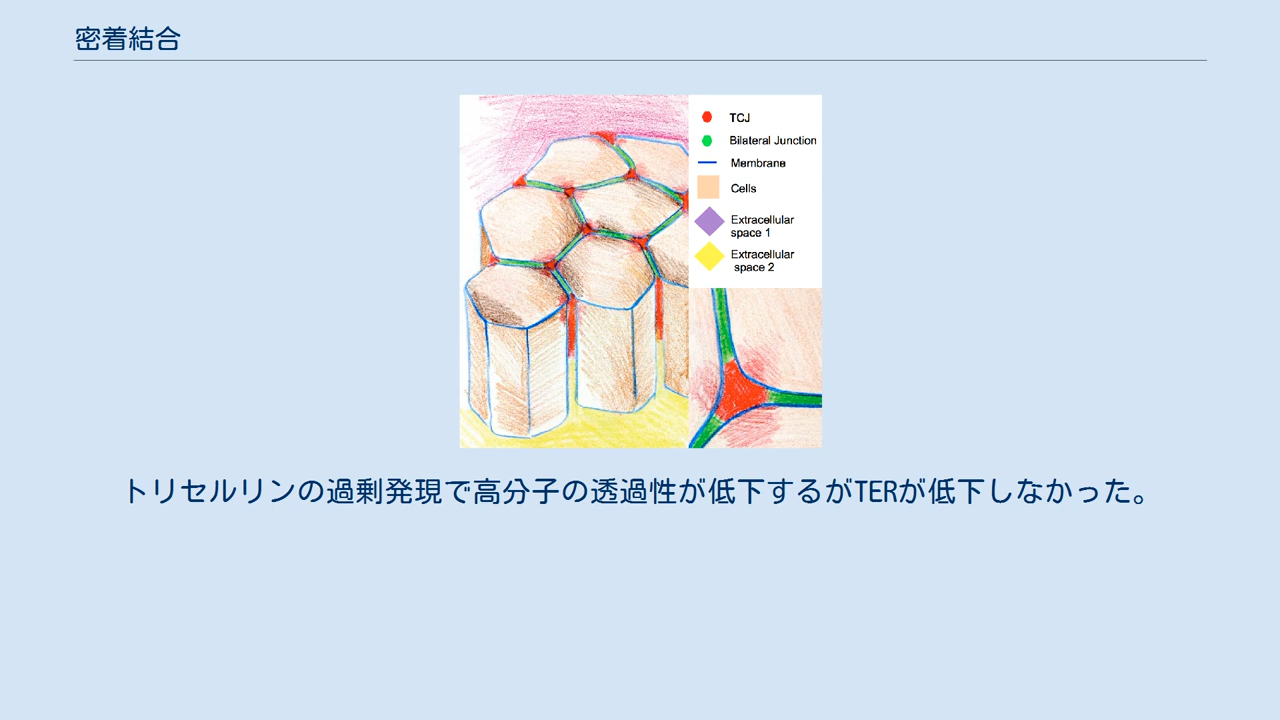 密着結合
TCJ
Bilateral Junction
Membrane
Cells
Extracellular
space 1
Extracellular
space 2
トリセルリンの過剰発現で高分子の透過性が低下するがTERが低下しなかった。